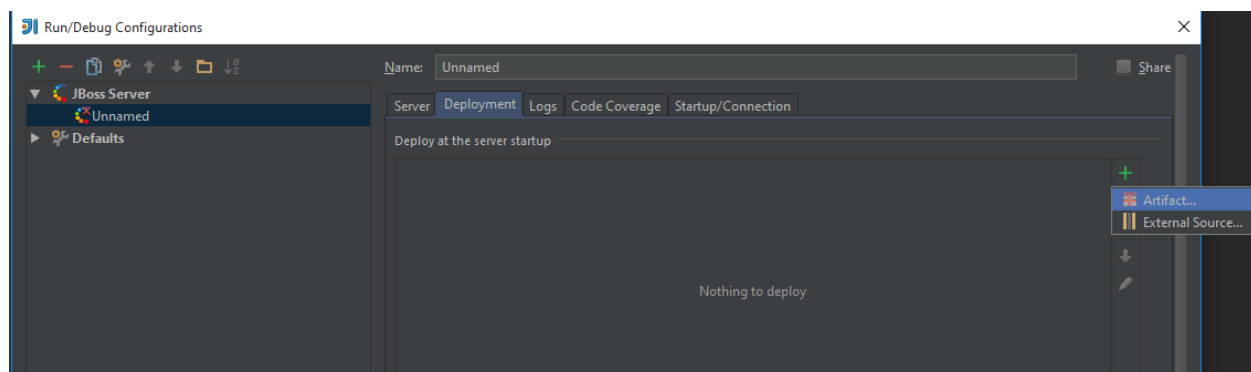 Run/Debug Configurations
Name: Unnamed
Share
JBoss Server
Unnamed
Defaults
Server Deployment Logs Code Coverage Startup/Connection
Deploy at the server startup
Artifact...
External Source...
Nothing to deploy